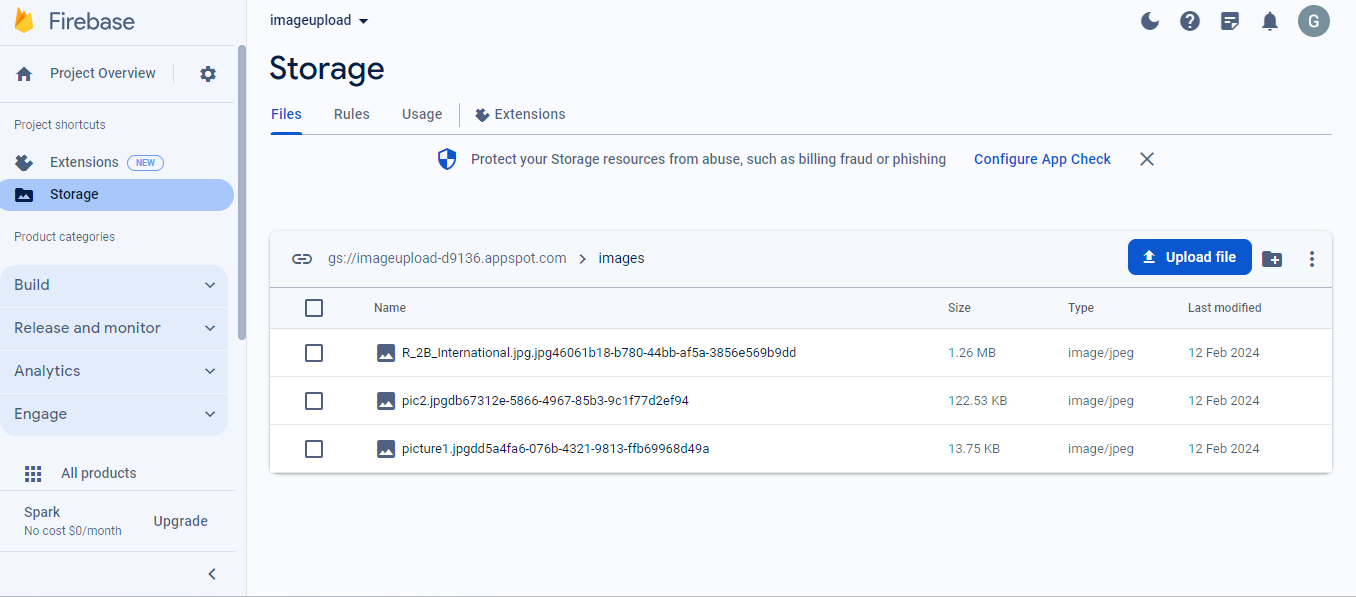 Firebase
imageupload
G
Project Overview
Storage
Files Rules Usage Extensions
Project shortcuts
Extensions NEW
Storage
Protect your Storage resources from abuse, such as billing fraud or phishing Configure App Check
Product categories
Build
Release and monitor
Analytics
Engage
All products
Spark
No cost $0/month
Upgrade
gs://imageupload-d9136.appspot.com > images Upload file
Name Size Type Last modified
R_2B_International.jpg.jpg46061b18-b780-44bb-af5a-3856e569b9dd 1.26 MB image/jpeg 12 Feb 2024
pic2.jpgdb67312e-5866-4967-85b3-9c1f77d2ef94 122.53 KB image/jpeg 12 Feb 2024
picture1.jpgdd5a4fa6-076b-4321-9813-ffb69968d49a 13.75 KB image/jpeg 12 Feb 2024